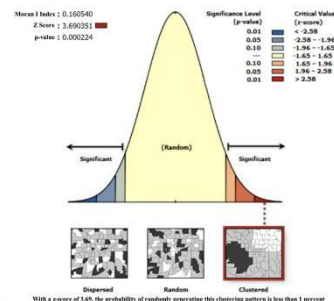 Moran I Index : 0.160540
Z Score : 3.690351
p-value : 0.000224
Significance Level
(p-value)
Critical Value
(z-score)
0.01 < -2.58
0.05 -2.58 – -1.96
0.10 -1.96 – -1.65
--- -1.65 - 1.65
0.10 1.65 – 1.96
0.05 1.96 – 2.58
0.01 > 2.58
Significant
(Random)
Significant
Dispersed
Random
Clustered
With a z-score of 3.69, the probability of randomly generating this clustering pattern is less than 1 percent